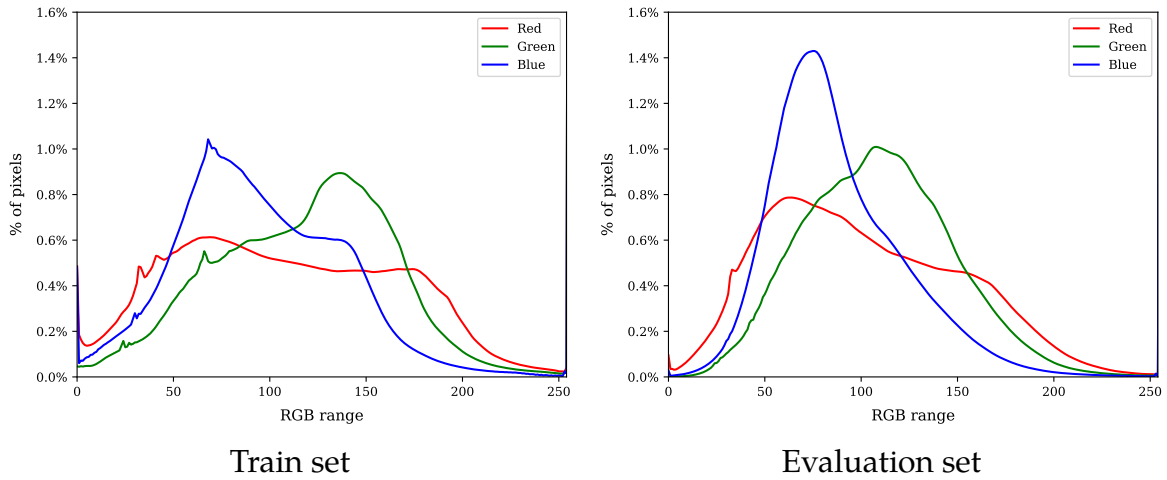 1.6%
1.4%
1.2%
1.0%
0.8%
0.6%
0.4%
0.2%
0.0%
% of pixels
0 50 100 150 200 250
RGB range
Red
Green
Blue
Train set
1.6%
1.4%
1.2%
1.0%
0.8%
0.6%
0.4%
0.2%
0.0%
% of pixels
0 50 100 150 200 250
RGB range
Red
Green
Blue
Evaluation set